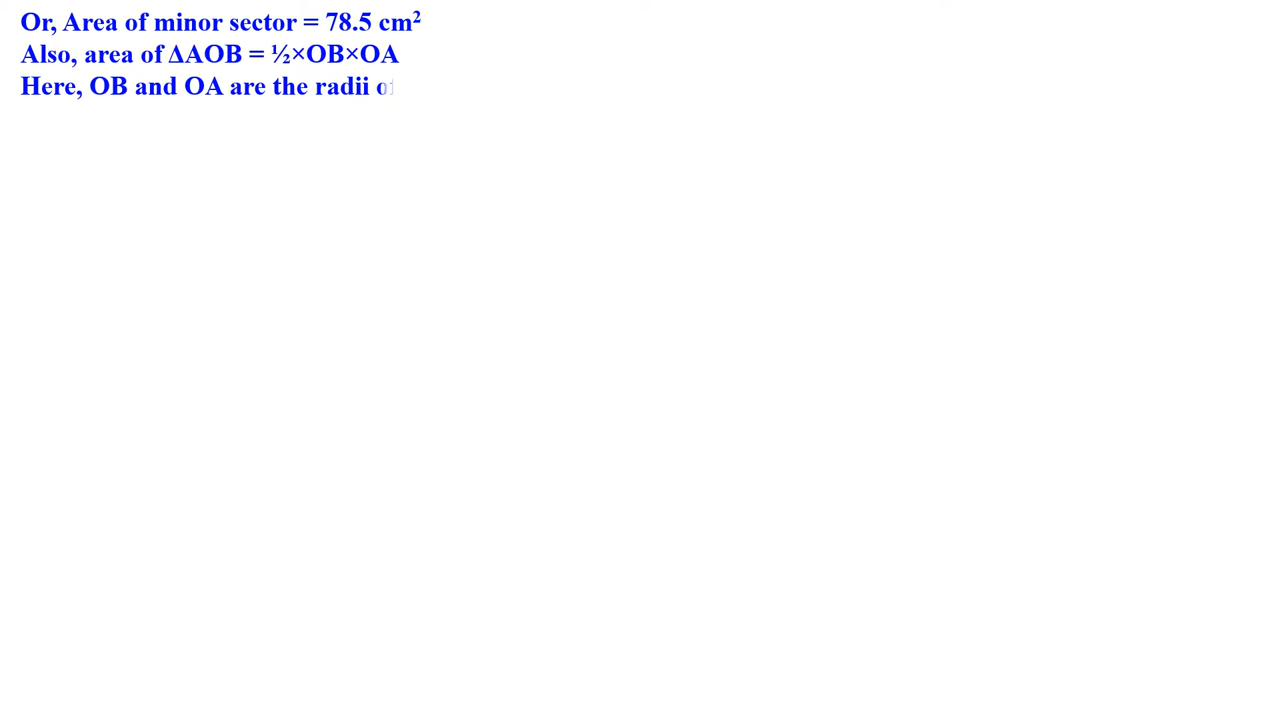 Or, Area of minor sector = 78.5 cm²
Also, area of ΔAOB = ½×OB×OA
Here, OB and OA are the radii of